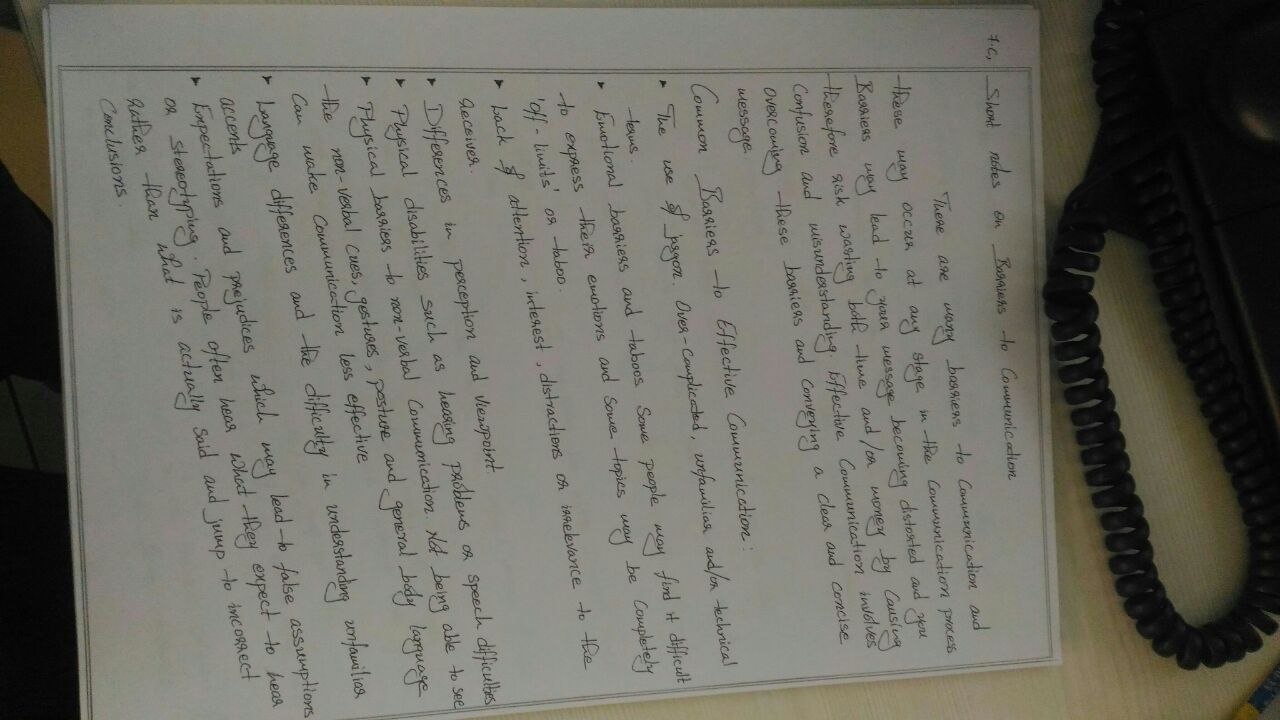 7.c, Short notes on Barriers to Communication
There are many barriers to Communication and
these may occur at any stage in the Communication process
Barriers may lead to your message becoming distorted and you
therefore risk wasting both time and/or money by Causing
Confusion and misunderstanding. Effective Communication involves
overcoming these barriers and conveying a clear and concise
message.
Common Barriers to Effective Communication:
➤ The use of Jargon. Over-Complicated, unfamiliar and/or technical
terms.
➤ Emotional barriers and taboos Some people may find it difficult
to express their emotions and some topics may be Completely
'off-limits' or taboo.
➤ Lack of attention, interest, distractions or irrelevance to the
receiver.
➤ Differences in perception and viewpoint
➤ Physical disabilities such as hearing problems or speech difficulties
➤ Physical barriers to non-verbal Communication. Not being able to see
the non-verbal cues, gestures, posture and general body language
Can make Communication less effective
➤ Language differences and the difficulty in understanding unfamiliar
accents
➤ Expectations and prejudices which may lead to false assumptions
or stereotyping. People often hear what they expect to hear
rather than what is actually said and jump to incorrect
Conclusions.